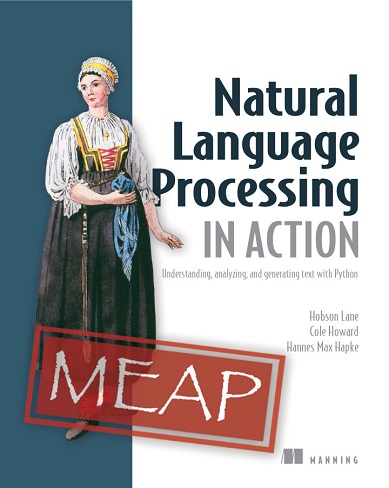 Natural
Language
Processing
IN ACTION
Understanding, analyzing, and generating text with Python
Hobson Lane
Cole Howard
Hannes Max Hapke
MEAP
MANNING